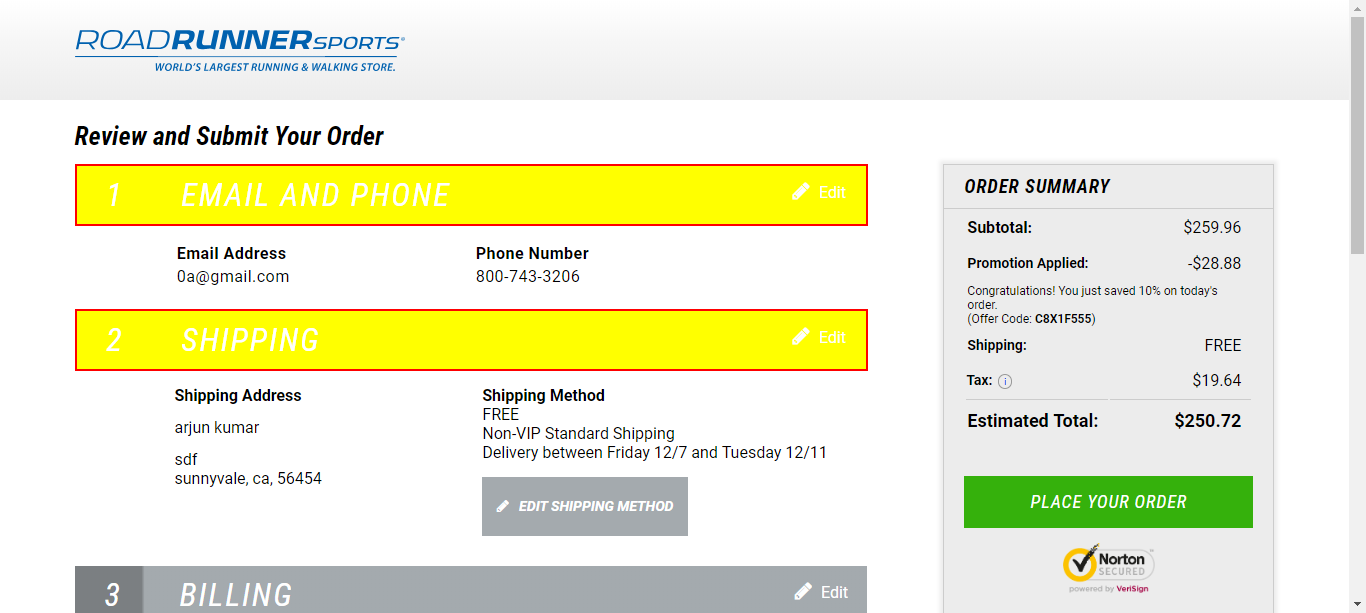 ROADRUNNERSPORTS®
WORLD'S LARGEST RUNNING & WALKING STORE.
Review and Submit Your Order
1 EMAIL AND PHONE Edit
Email Address Phone Number
0a@gmail.com 800-743-3206
2 SHIPPING Edit
Shipping Address
arjun kumar
sdf
sunnyvale, ca, 56454
Shipping Method
FREE
Non-VIP Standard Shipping
Delivery between Friday 12/7 and Tuesday 12/11
EDIT SHIPPING METHOD
3 BILLING Edit
ORDER SUMMARY
Subtotal: $259.96
Promotion Applied: -$28.88
Congratulations! You just saved 10% on today's
order.
(Offer Code: C8X1F555)
Shipping: FREE
Tax: i $19.64
Estimated Total: $250.72
PLACE YOUR ORDER
Norton
SECURED
powered by VeriSign